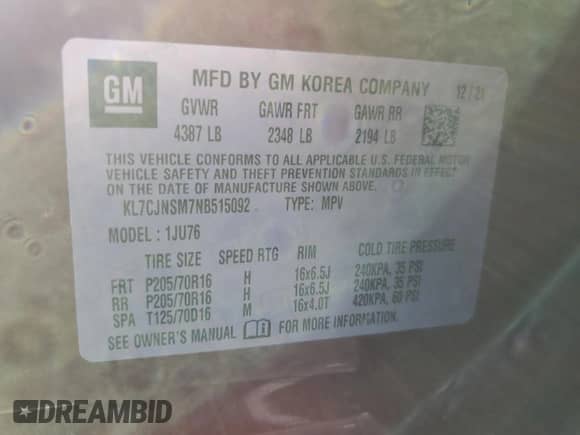 GM
MFD BY GM KOREA COMPANY 12 / 21
GVWR GAWR FRT GAWR RR
4387 LB 2348 LB 2194 LB
THIS VEHICLE CONFORMS TO ALL APPLICABLE U.S. FEDERAL MOTOR
VEHICLE SAFETY AND THEFT PREVENTION STANDARDS IN EFFECT ON
THE DATE OF MANUFACTURE SHOWN ABOVE.
KL7CJNSM7NB515092 TYPE: MPV
MODEL : 1JU76
TIRE SIZE SPEED RTG RIM COLD TIRE PRESSURE
FRT P205/70R16 H 16x6.5J 240KPA, 35 PSI
RR P205/70R16 H 16x6.5J 240KPA, 35 PSI
SPA T125/70D16 M 16x4.0T 420KPA, 60 PSI
SEE OWNER'S MANUAL FOR MORE INFORMATION.
DREAMBID